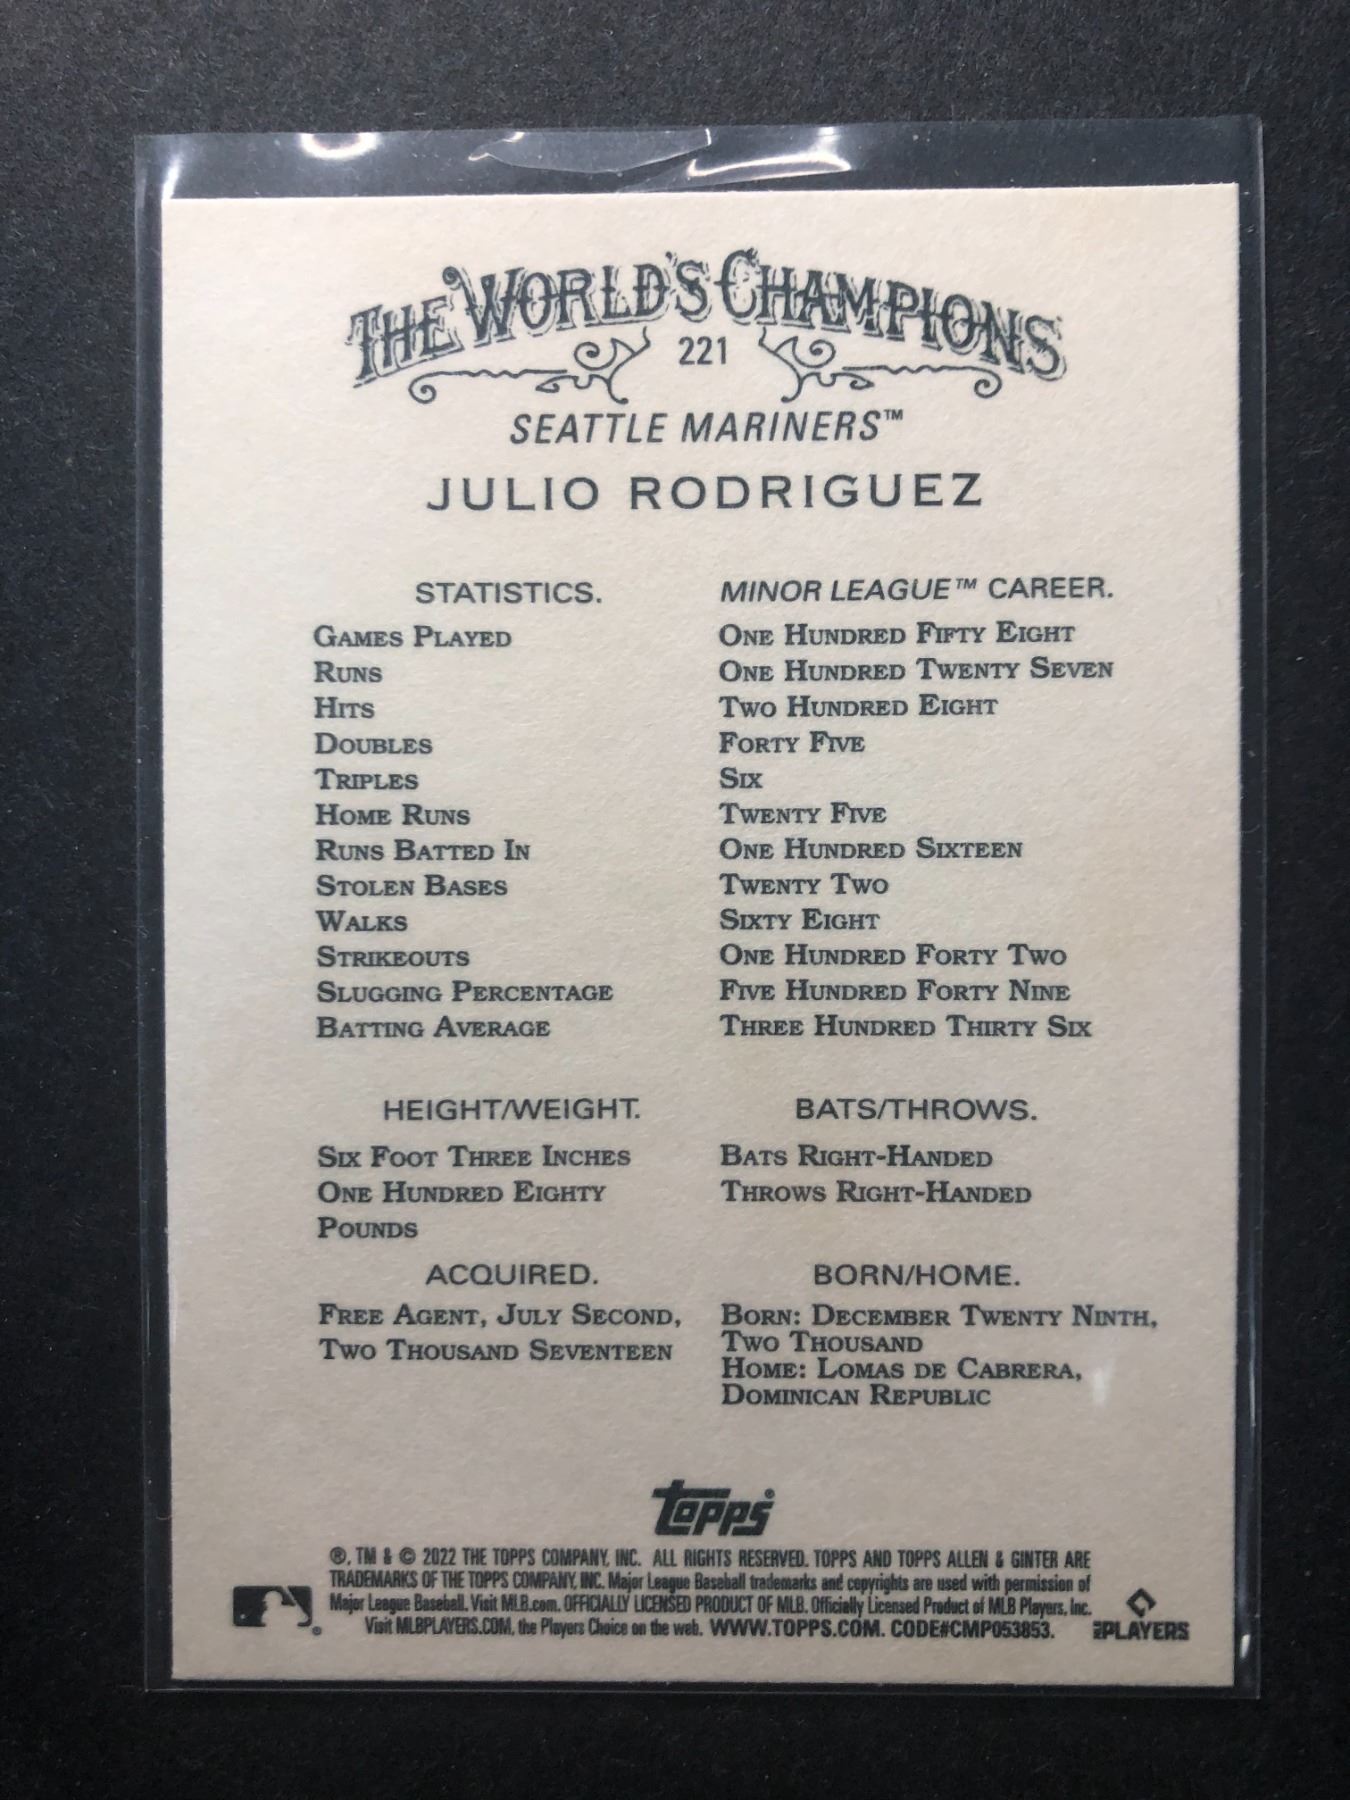 THE WORLD'S CHAMPIONS
221
SEATTLE MARINERS™
JULIO RODRIGUEZ
STATISTICS. MINOR LEAGUE™ CAREER.
GAMES PLAYED ONE HUNDRED FIFTY EIGHT
RUNS ONE HUNDRED TWENTY SEVEN
HITS TWO HUNDRED EIGHT
DOUBLES FORTY FIVE
TRIPLES SIX
HOME RUNS TWENTY FIVE
RUNS BATTED IN ONE HUNDRED SIXTEEN
STOLEN BASES TWENTY TWO
WALKS SIXTY EIGHT
STRIKEOUTS ONE HUNDRED FORTY TWO
SLUGGING PERCENTAGE FIVE HUNDRED FORTY NINE
BATTING AVERAGE THREE HUNDRED THIRTY SIX
HEIGHT/WEIGHT.
SIX FOOT THREE INCHES
ONE HUNDRED EIGHTY
POUNDS
BATS/THROWS.
BATS RIGHT-HANDED
THROWS RIGHT-HANDED
ACQUIRED.
FREE AGENT, JULY SECOND,
TWO THOUSAND SEVENTEEN
BORN/HOME.
BORN: DECEMBER TWENTY NINTH,
TWO THOUSAND
HOME: LOMAS DE CABRERA,
DOMINICAN REPUBLIC
topps®
®, TM & © 2022 THE TOPPS COMPANY, INC. ALL RIGHTS RESERVED. TOPPS AND TOPPS ALLEN & GINTER ARE
TRADEMARKS OF THE TOPPS COMPANY, INC. Major League Baseball trademarks and copyrights are used with permission of
Major League Baseball. Visit MLB.com. OFFICIALLY LICENSED PRODUCT OF MLB. Officially Licensed Product of MLB Players, Inc.
Visit MLBPLAYERS.COM, the Players Choice on the web. WWW.TOPPS.COM. CODE#CMP053853.
PLAYERS